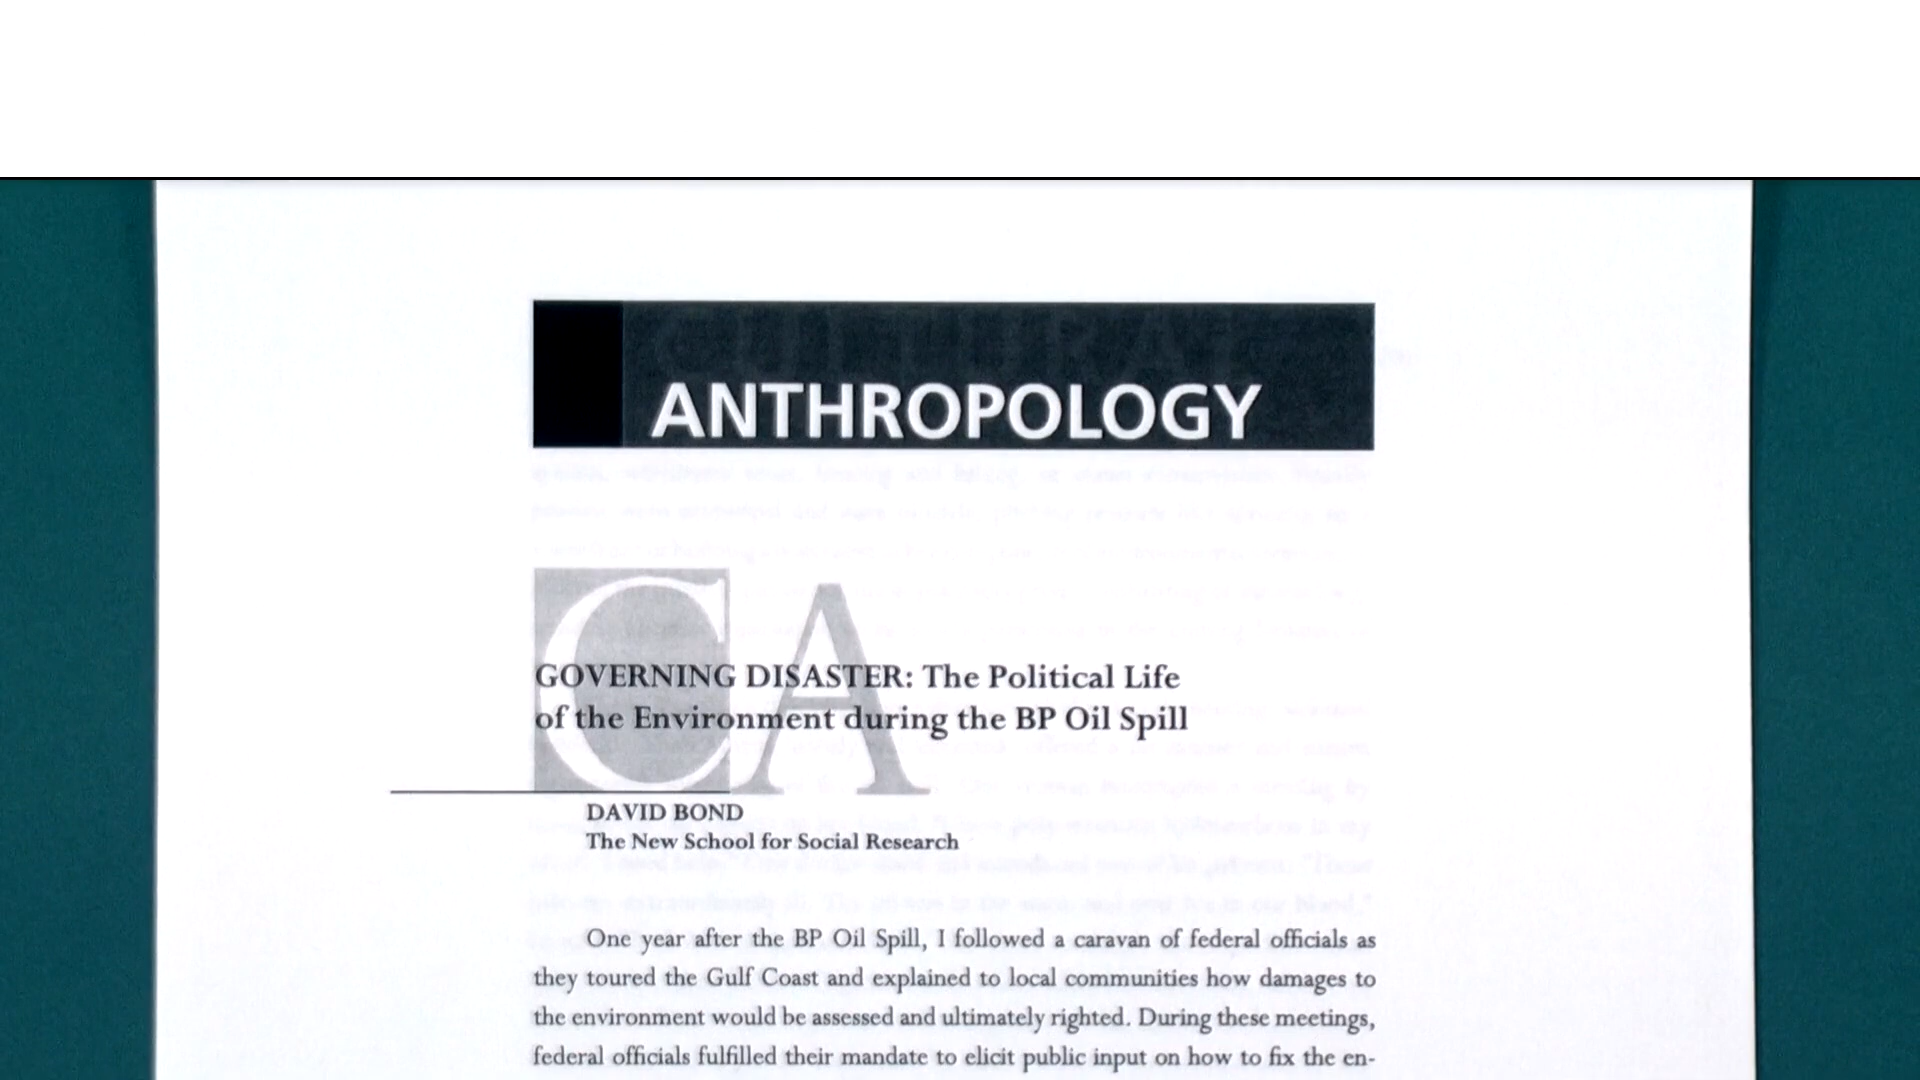 CULTURAL
ANTHROPOLOGY
CA
GOVERNING DISASTER: The Political Life
of the Environment during the BP Oil Spill
DAVID BOND
The New School for Social Research
One year after the BP Oil Spill, I followed a caravan of federal officials as
they toured the Gulf Coast and explained to local communities how damages to
the environment would be assessed and ultimately righted. During these meetings,
federal officials fulfilled their mandate to elicit public input on how to fix the en-